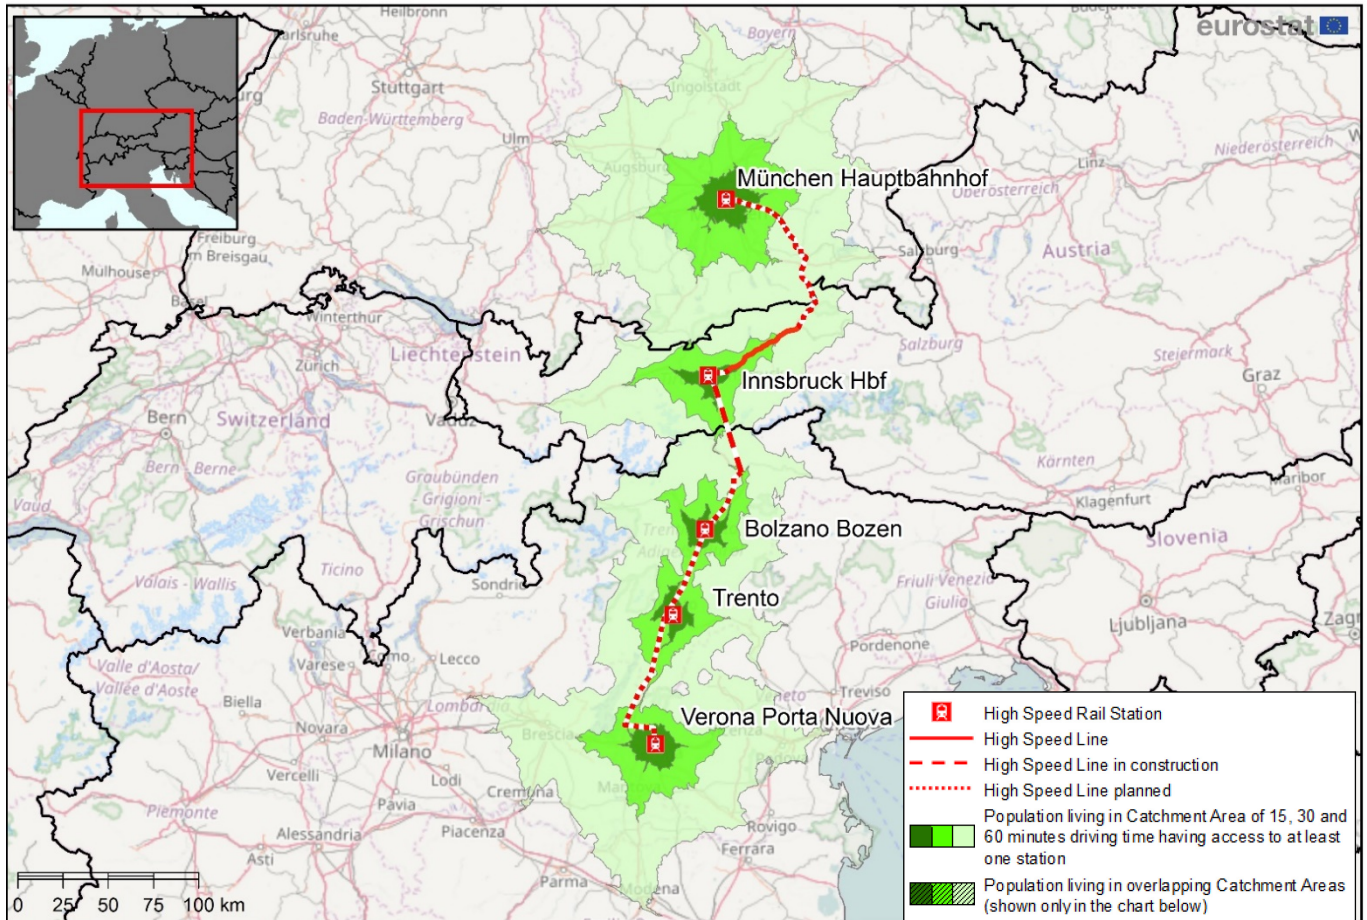 Heilbronn
eurostat
Bayern
Karlsruhe
Ingolstadt
Stuttgart
Baden-Württemberg
Ulm
Augsburg
Linz
Niederösterreich
München Hauptbahnhof
Oberösterreich
Freiburg
im Breisgau
Salzburg
Austria
Mülhouse
Basel
Winterthur
Liechtenstein
Zürich
Salzburg
Steiermark
Innsbruck Hbf
Graz
Bern
Switzerland
Vaduz
Bern - Berne
Graubünden
Grigioni -
Grischun
Kärnten
Klagenfurt
Maribor
Vaud
Bolzano Bozen
Slovenia
Valais - Wallis
Ticino
Sondrio
Trento
Friuli Venezia
Giulia
Ljubljana
Verbania
Pordenone
Varese
Lecco
Valle d'Aosta/
Vallée d'Aoste
Biella
Lombardia
Veneto
Treviso
Verona Porta Nuova
Novara
Brescia
Milano
Vercelli
Lodi
Cremona
Pavia
Piemonte
Piacenza
Rovigo
Alessandria
Ferrara
Asti
Parma
Modena
High Speed Rail Station
High Speed Line
High Speed Line in construction
High Speed Line planned
Population living in Catchment Area of 15, 30 and
60 minutes driving time having access to at least
one station
Population living in overlapping Catchment Areas
(shown only in the chart below)
0 25 50 75 100 km